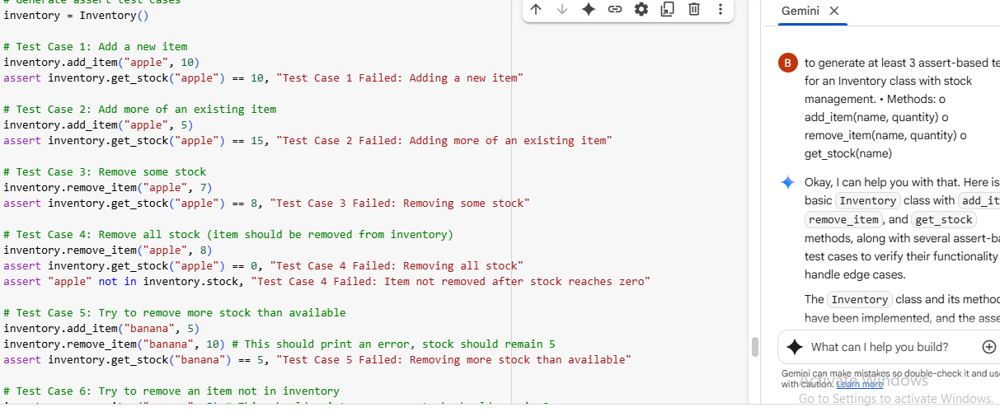 # Generate assert test cases
inventory = Inventory()
# Test Case 1: Add a new item
inventory.add_item("apple", 10)
assert inventory.get_stock("apple") == 10, "Test Case 1 Failed: Adding a new item"
# Test Case 2: Add more of an existing item
inventory.add_item("apple", 5)
assert inventory.get_stock("apple") == 15, "Test Case 2 Failed: Adding more of an existing item"
# Test Case 3: Remove some stock
inventory.remove_item("apple", 7)
assert inventory.get_stock("apple") == 8, "Test Case 3 Failed: Removing some stock"
# Test Case 4: Remove all stock (item should be removed from inventory)
inventory.remove_item("apple", 8)
assert inventory.get_stock("apple") == 0, "Test Case 4 Failed: Removing all stock"
assert "apple" not in inventory.stock, "Test Case 4 Failed: Item not removed after stock reaches zero"
# Test Case 5: Try to remove more stock than available
inventory.add_item("banana", 5)
inventory.remove_item("banana", 10) # This should print an error, stock should remain 5
assert inventory.get_stock("banana") == 5, "Test Case 5 Failed: Removing more stock than available"
# Test Case 6: Try to remove an item not in inventory
Gemini
B
to generate at least 3 assert-based te
for an Inventory class with stock
management. • Methods: o
add_item(name, quantity) o
remove_item(name, quantity) o
get_stock(name)
Okay, I can help you with that. Here is
basic Inventory class with add_it
remove_item, and get_stock
methods, along with several assert-ba
test cases to verify their functionality
handle edge cases.
The Inventory class and its metho
have been implemented, and the asse
What can I help you build?
Gemini can make mistakes so double-check it and use
with caution. Learn more
Activate Windows
Go to Settings to activate Windows.